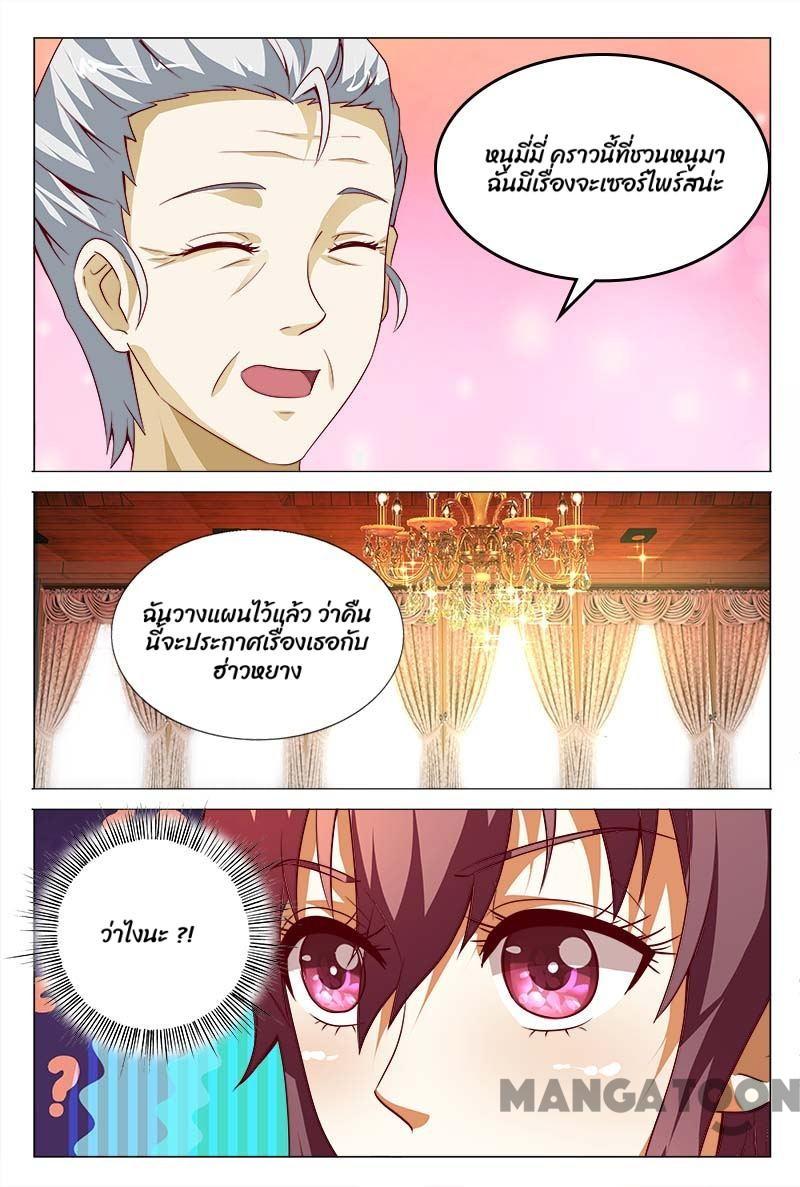 หนูมี่มี่ คราวนี้ที่ชวนหนูมา
ฉันมีเรื่องจะเซอร์ไพร์สน่ะ
ฉันวางแผนไว้แล้ว ว่าคืน
นี้จะประกาศเรื่องเธอกับ
ฮ่าวหยาง
ว่าไงนะ ?!
?
MANGATOON